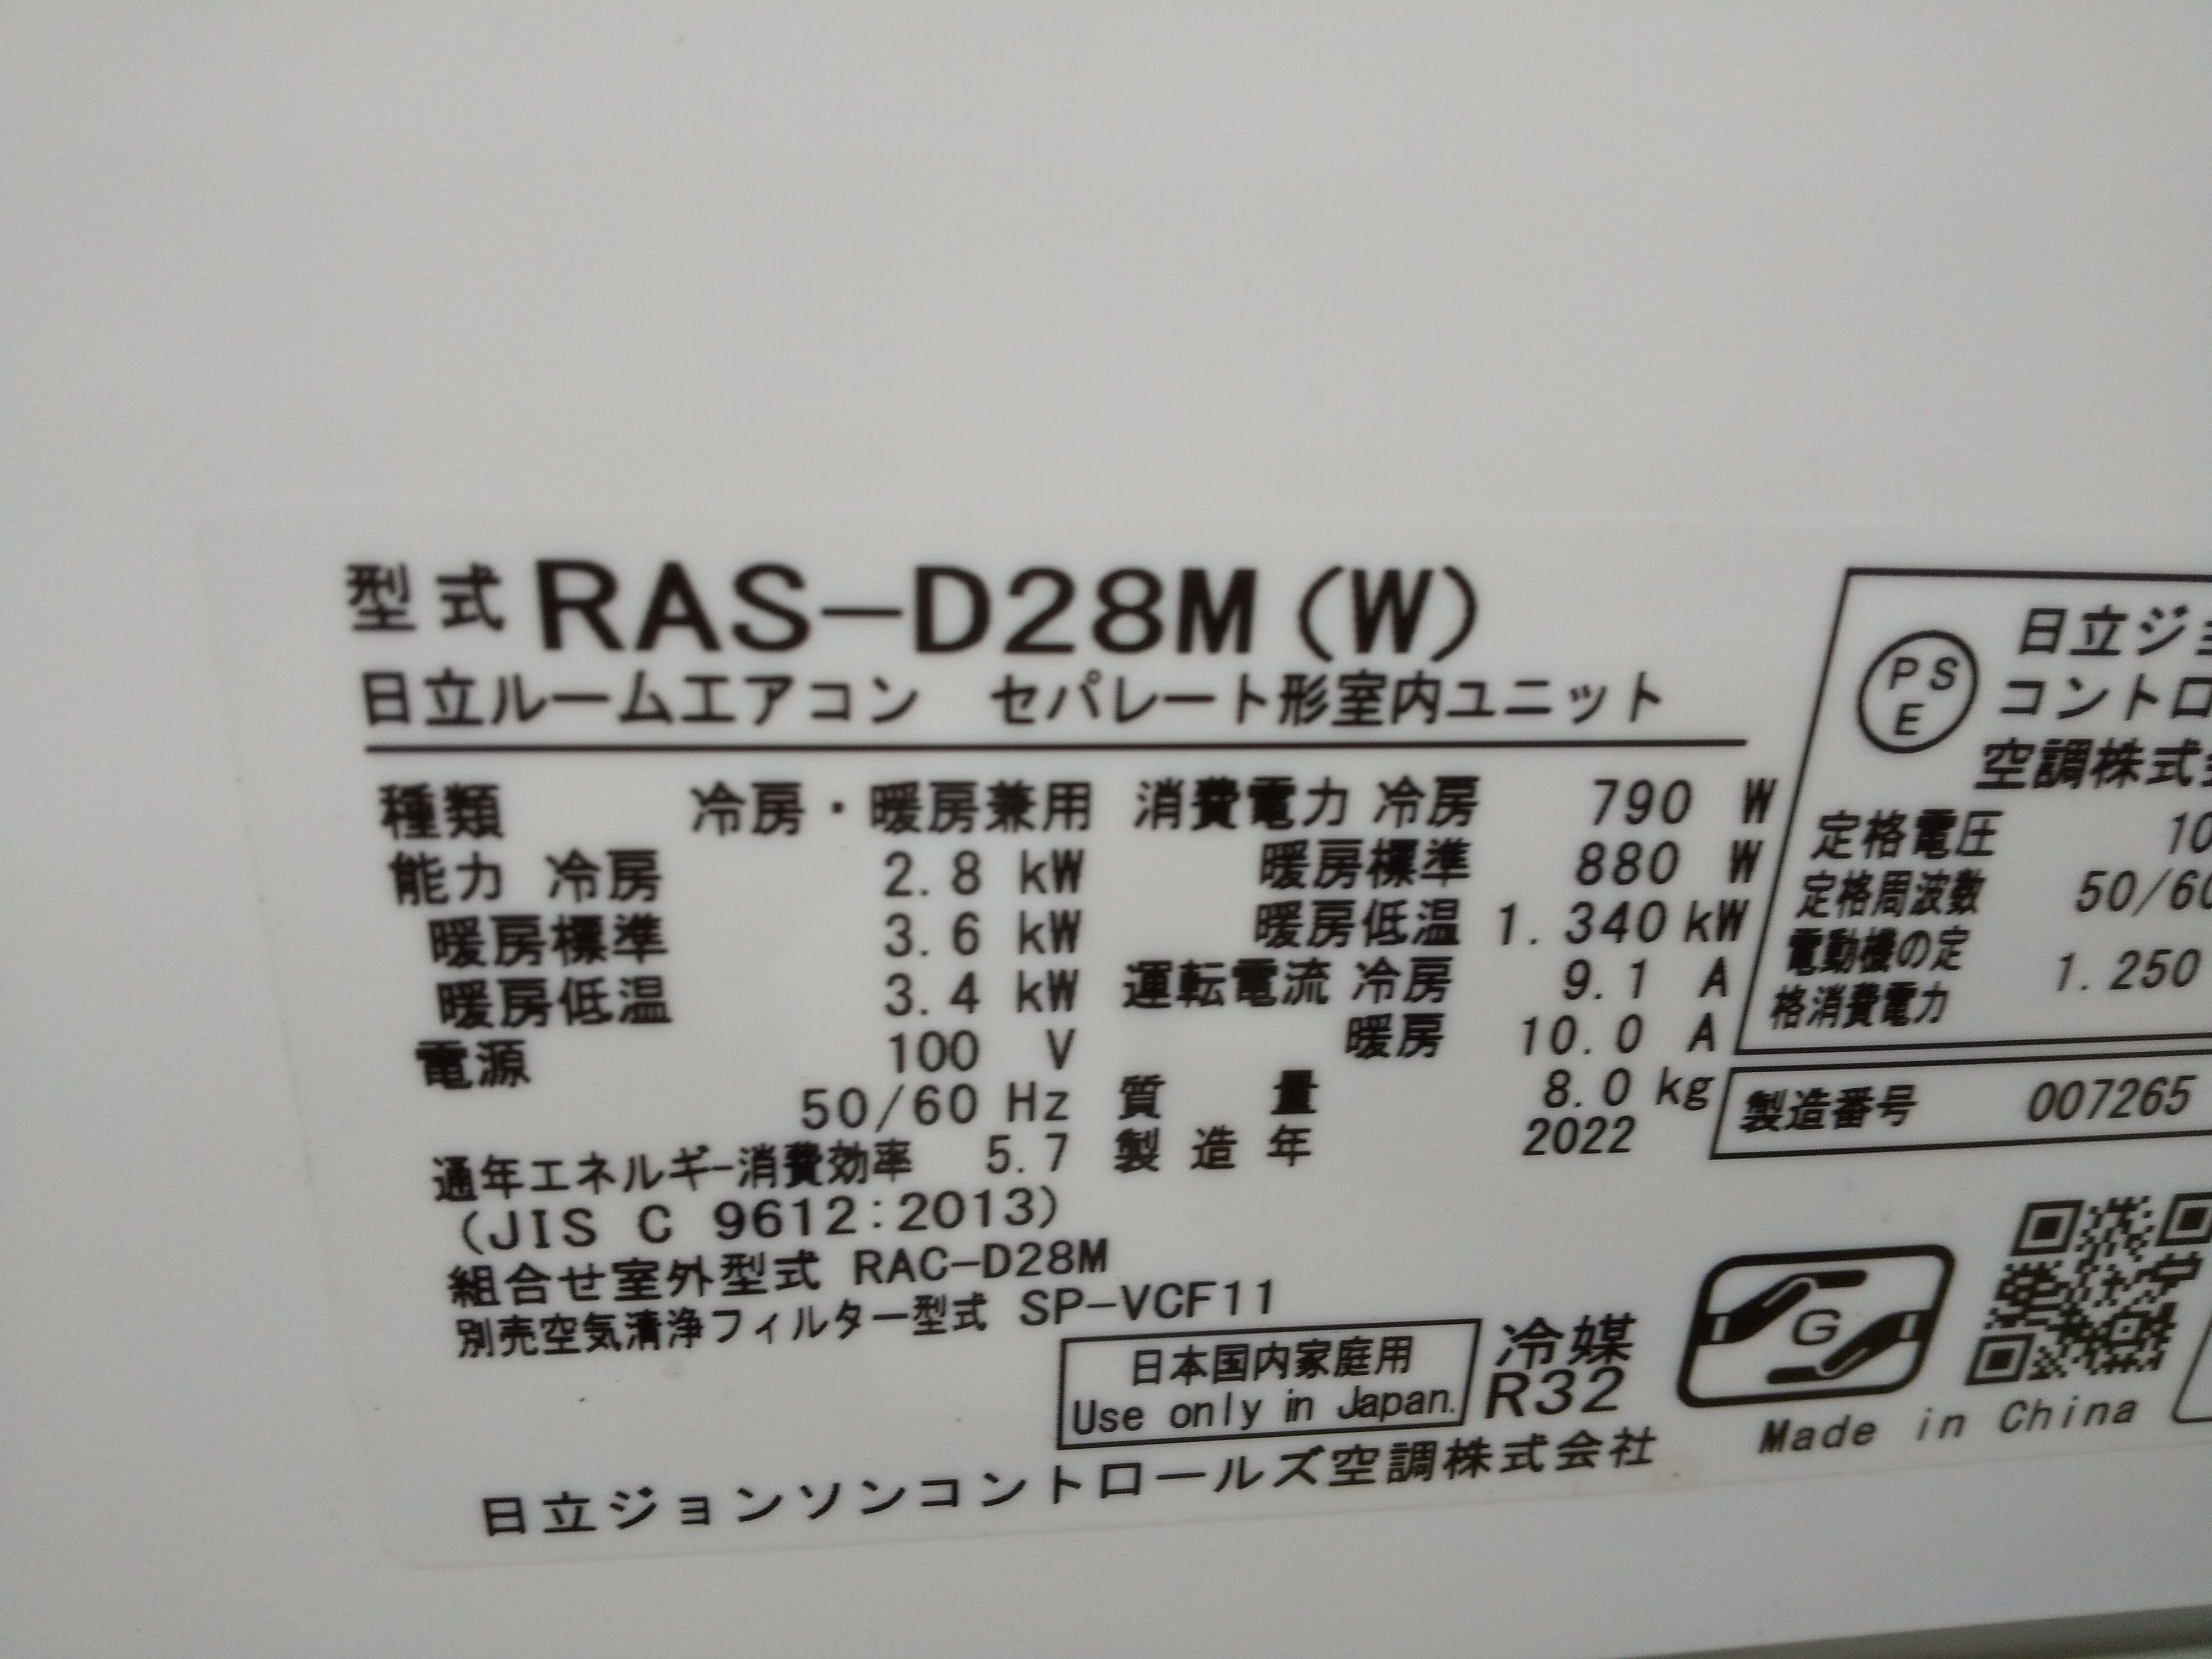 型式 RAS-D28M(W)
日立ルームエアコン セパレート形室内ユニット
種類 冷房・暖房兼用
能力 冷房 2.8 kW
暖房標準 3.6 kW
暖房低温 3.4 kW
電源 100 V
50/60 Hz
通年エネルギー消費効率 5.7
(JIS C 9612:2013)
組合せ室外型式 RAC-D28M
別売空気清浄フィルター型式 SP-VCF11
消費電力 冷房 790 W
暖房標準 880 W
暖房低温 1.340 kW
運転電流 冷房 9.1 A
暖房 10.0 A
質量 8.0 kg
製造年 2022
日本国内家庭用
Use only in Japan.
冷媒
R32
日立ジョンソンコントロールズ空調株式会社
PS
E
日立ジョ
コントロ
空調株式
定格電圧 10
定格周波数 50/60
電動機の定
格消費電力 1.250
製造番号 007265
G
Made in China